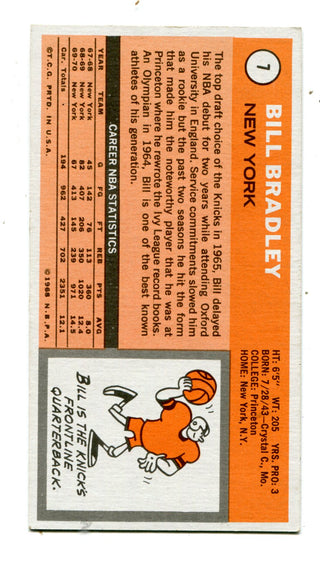 7
BILL BRADLEY
NEW YORK
HT: 6'5" WT: 205 YRS. PRO: 3
BORN: 7/28/43-Crystal C., Mo.
COLLEGE: Princeton
HOME: New York, N.Y.
The top draft choice of the Knicks in 1965, Bill delayed
his NBA debut for two years while attending Oxford
University in England. Service commitments slowed him
as a rookie but the past two seasons he hit the form
that made him the noteworthy player that he was at
Princeton where he rewrote the Ivy League record books.
An Olympian in 1964, Bill is one of the best known
athletes of his generation.
CAREER NBA STATISTICS
YEAR TEAM G FG FT REB PTS AVG
67-68 New York 45 142 76 113 360 8.0
68-69 New York 82 407 206 350 1020 12.4
69-70 New York 67 413 145 239 971 14.5
Car. Totals 194 962 427 702 2351 12.1
©T.C.G. PRTD. IN U.S.A. ©1968 N.B.P.A.
BILL IS THE KNICK'S
FRONTLINE
QUARTERBACK.